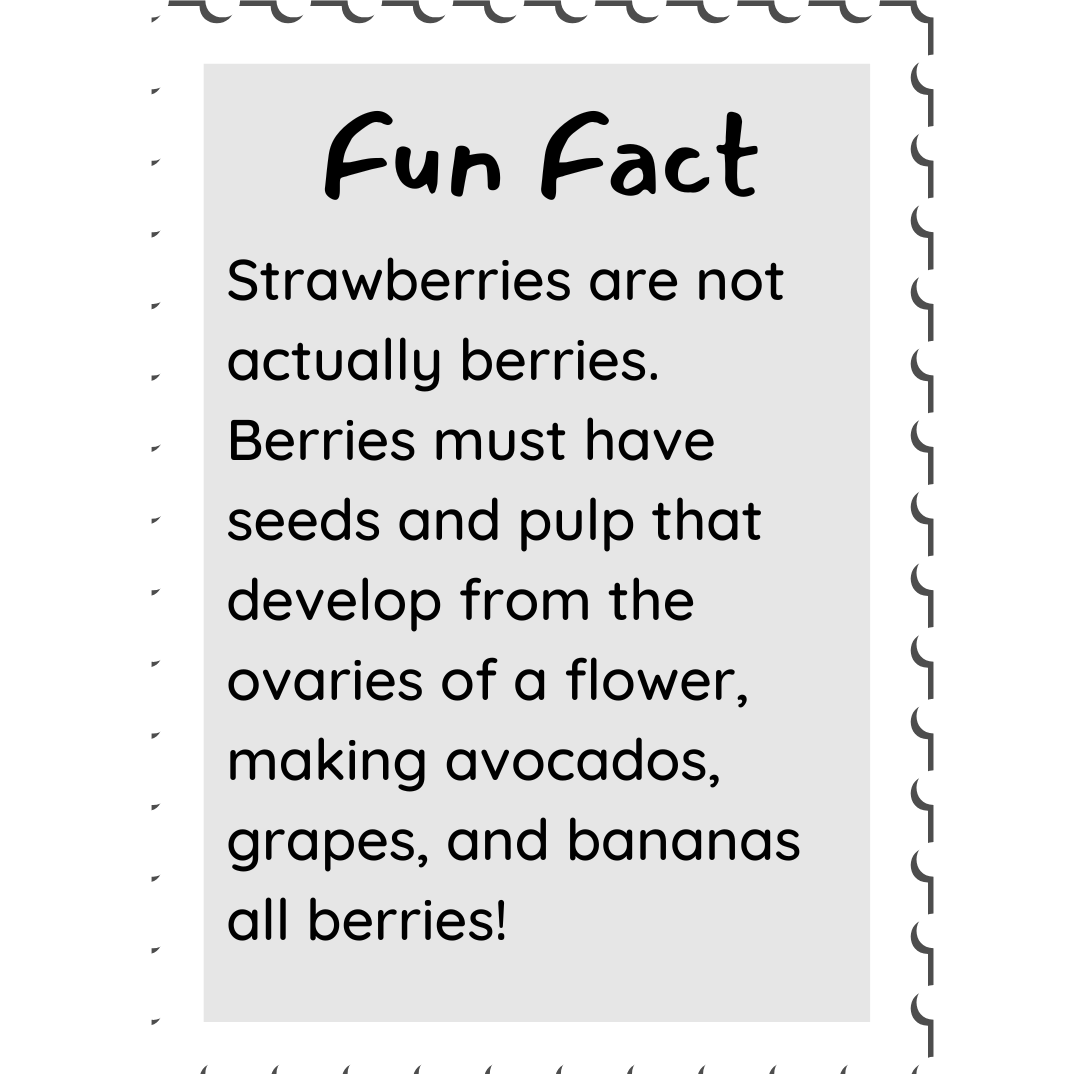 Fun Fact
Strawberries are not
actually berries.
Berries must have
seeds and pulp that
develop from the
ovaries of a flower,
making avocados,
grapes, and bananas
all berries!